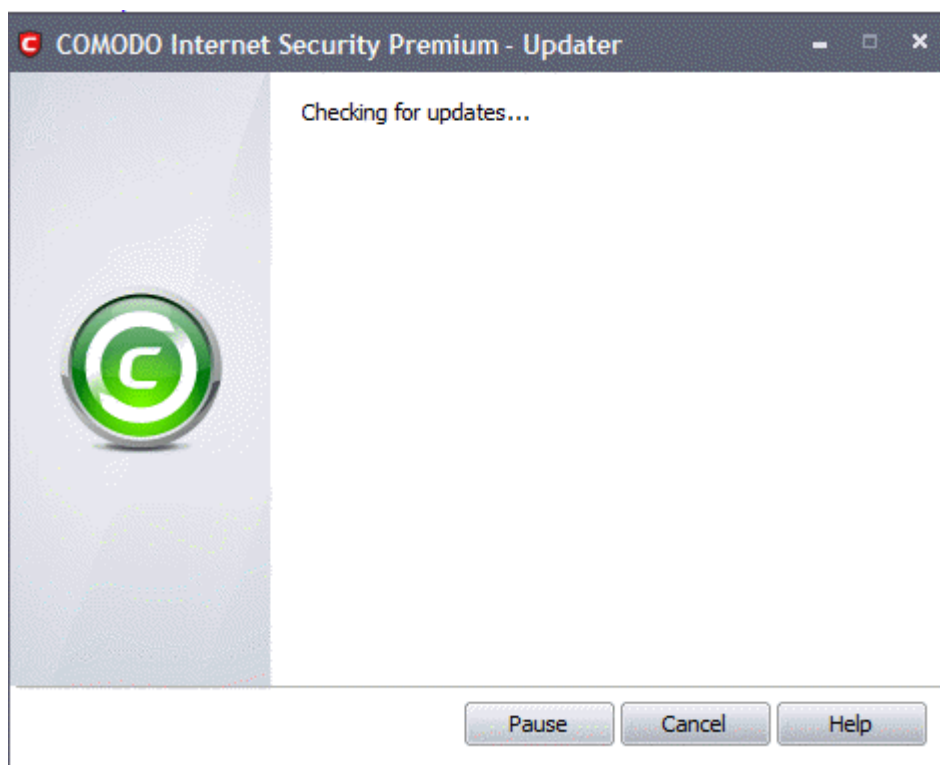 COMODO Internet Security Premium - Updater
Checking for updates...
Pause
Cancel
Help